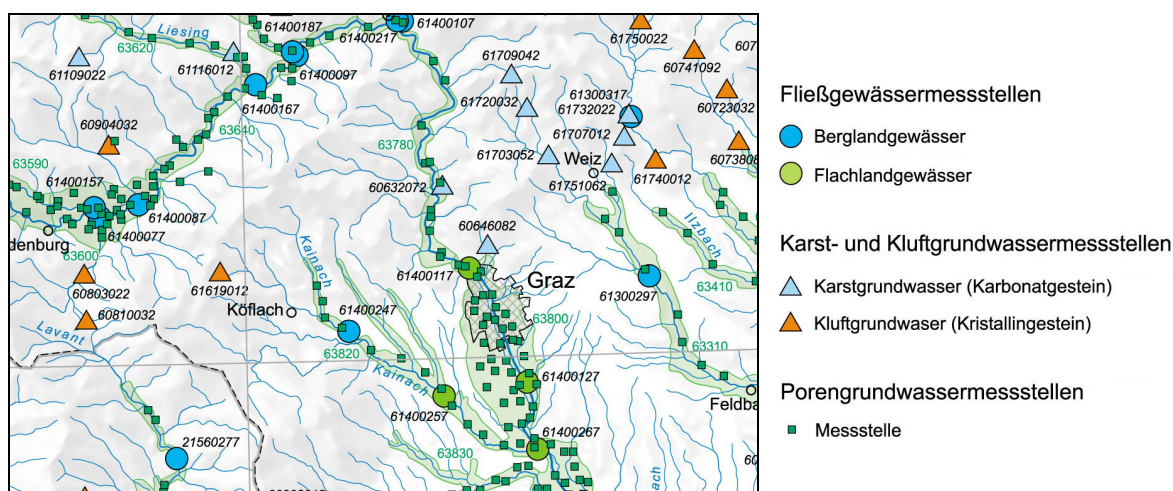 61400187
61400107
61400217
Liesing
63620
61109022
61116012
61400097
61400167
61709042
61750022
607
60741092
61720032
61300317
61732022
60723032
60904032
63640
63780
61707012
61703052
Weiz
6073808
63590
61400157
60632072
61751062
61740012
61400087
61400077
denburg
63600
60646082
Ilzbach
Kainach
61400117
Graz
60803022
61619012
61300297
63410
60810032
Köflach
61400247
63800
Lavant
63820
63310
Kainach
61400127
61400257
Feldba
21560277
61400267
63830
60
ach
Fließgewässermessstellen
Berglandgewässer
Flachlandgewässer
Karst- und Kluftgrundwassermessstellen
Karstgrundwasser (Karbonatgestein)
Kluftgrundwaser (Kristallingestein)
Porengrundwassermessstellen
Messstelle